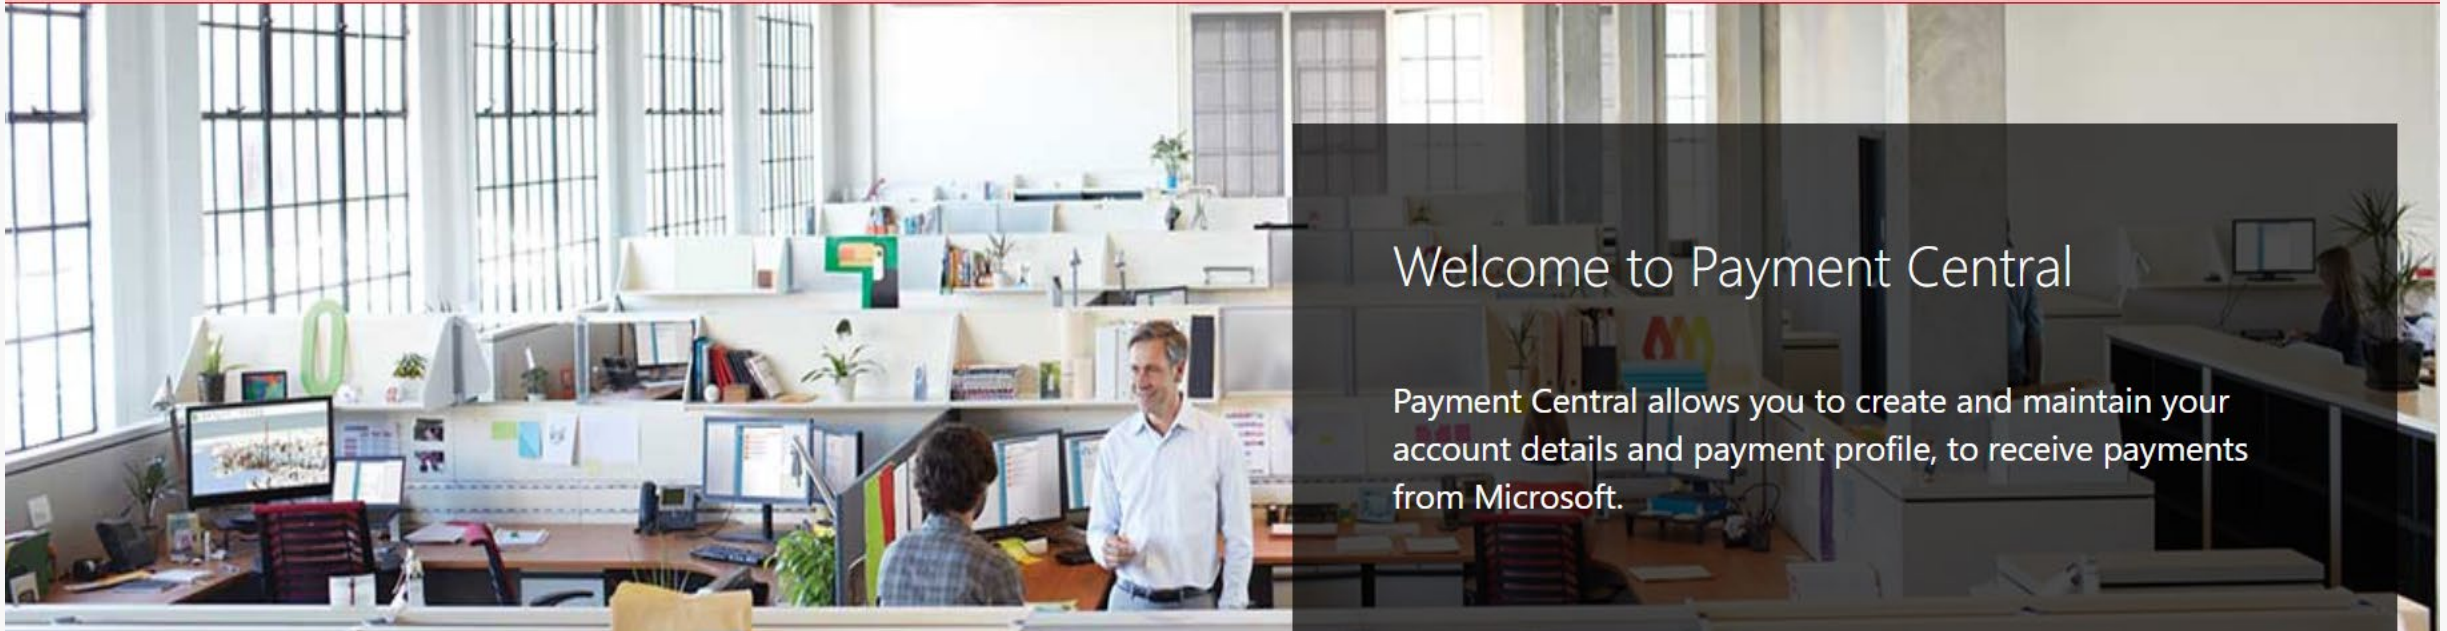 Welcome to Payment Central
Payment Central allows you to create and maintain your
account details and payment profile, to receive payments
from Microsoft.